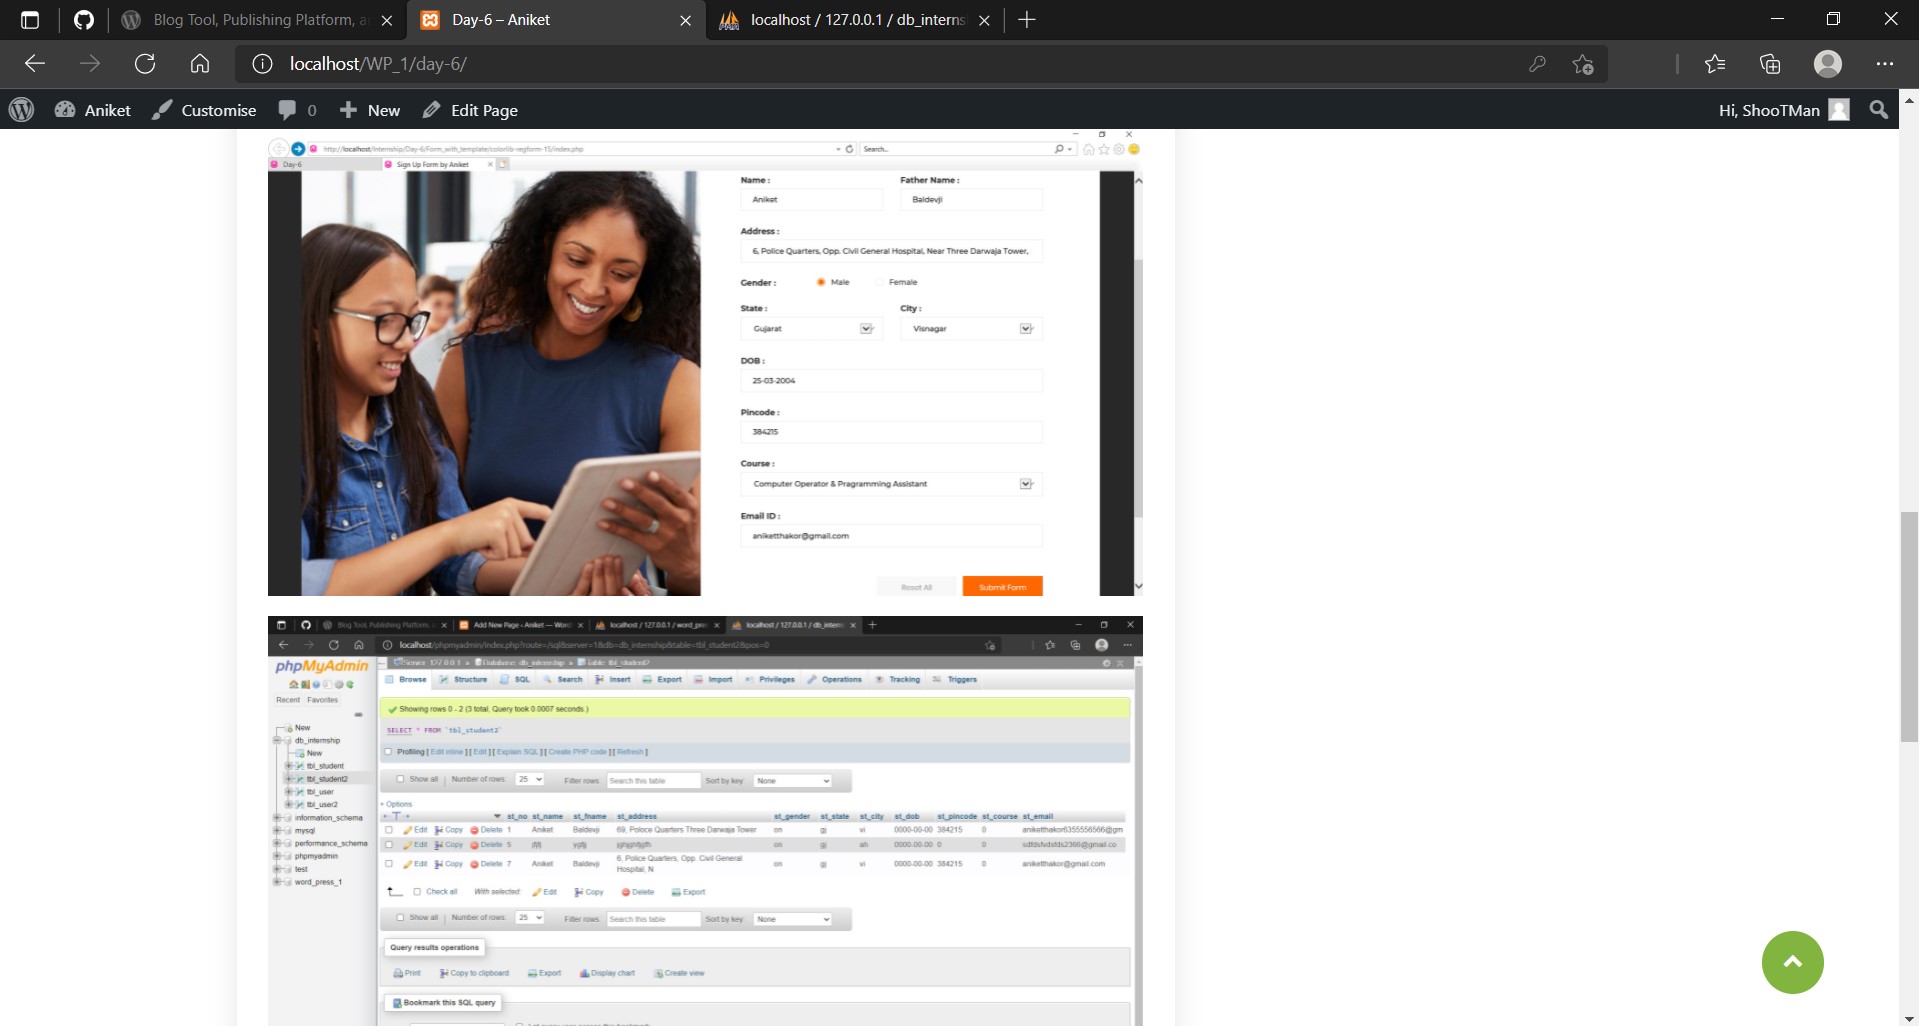 Blog Tool, Publishing Platform, a
Day-6 – Aniket
localhost / 127.0.0.1 / db_interns
localhost/WP_1/day-6/
Aniket
Customise
0
New
Edit Page
Hi, ShooTMan
http://localhost/Internship/Day-6/Form_with_template/colorlib-regform-15/index.php
Search...
Day-6
Sign Up Form by Aniket
Name :
Father Name :
Aniket
Baldevji
Address :
6, Police Quarters, Opp. Civil General Hospital, Near Three Darwaja Tower,
Gender :
Male
Female
State :
City :
Gujarat
Visnagar
DOB :
25-03-2004
Pincode :
384215
Course :
Computer Operator & Pragramming Assistant
Email ID :
aniketthakor@gmail.com
Reset All
Submit Form
Blog Tool, Publishing Platform, a
Add New Page ‹ Aniket — Word
localhost / 127.0.0.1 / word_pre
localhost / 127.0.0.1 / db_intern
localhost/phpmyadmin/index.php?route=/sql&server=1&db=db_internship&table=tbl_student2&pos=0
phpMyAdmin
Server: 127.0.0.1 » Database: db_internship » Table: tbl_student2
Browse Structure SQL Search Insert Export Import Privileges Operations Tracking Triggers
Recent Favorites
New
db_internship
New
tbl_student
tbl_student2
tbl_user
tbl_user2
information_schema
mysql
performance_schema
phpmyadmin
test
word_press_1
Showing rows 0 - 2 (3 total, Query took 0.0007 seconds.)
SELECT * FROM `tbl_student2`
Profiling [ Edit inline ] [ Edit ] [ Explain SQL ] [ Create PHP code ] [ Refresh ]
Show all Number of rows: 25 Filter rows: Search this table Sort by key: None
+ Options
st_no st_name st_fname st_address st_gender st_state st_city st_dob st_pincode st_course st_email
Edit Copy Delete 1 Aniket Baldevji 69, Poloce Quarters Three Darwaja Tower on gj vi 0000-00-00 384215 0 aniketthakor6355556566@gm
Edit Copy Delete 5 on gj ah 0000-00-00 0 0
Edit Copy Delete 7 Aniket Baldevji 6, Police Quarters, Opp. Civil General on gj vi 0000-00-00 384215 0 aniketthakor@gmail.com
Hospital, N
Check all With selected: Edit Copy Delete Export
Show all Number of rows: 25 Filter rows: Search this table Sort by key: None
Query results operations
Print Copy to clipboard Export Display chart Create view
Bookmark this SQL query